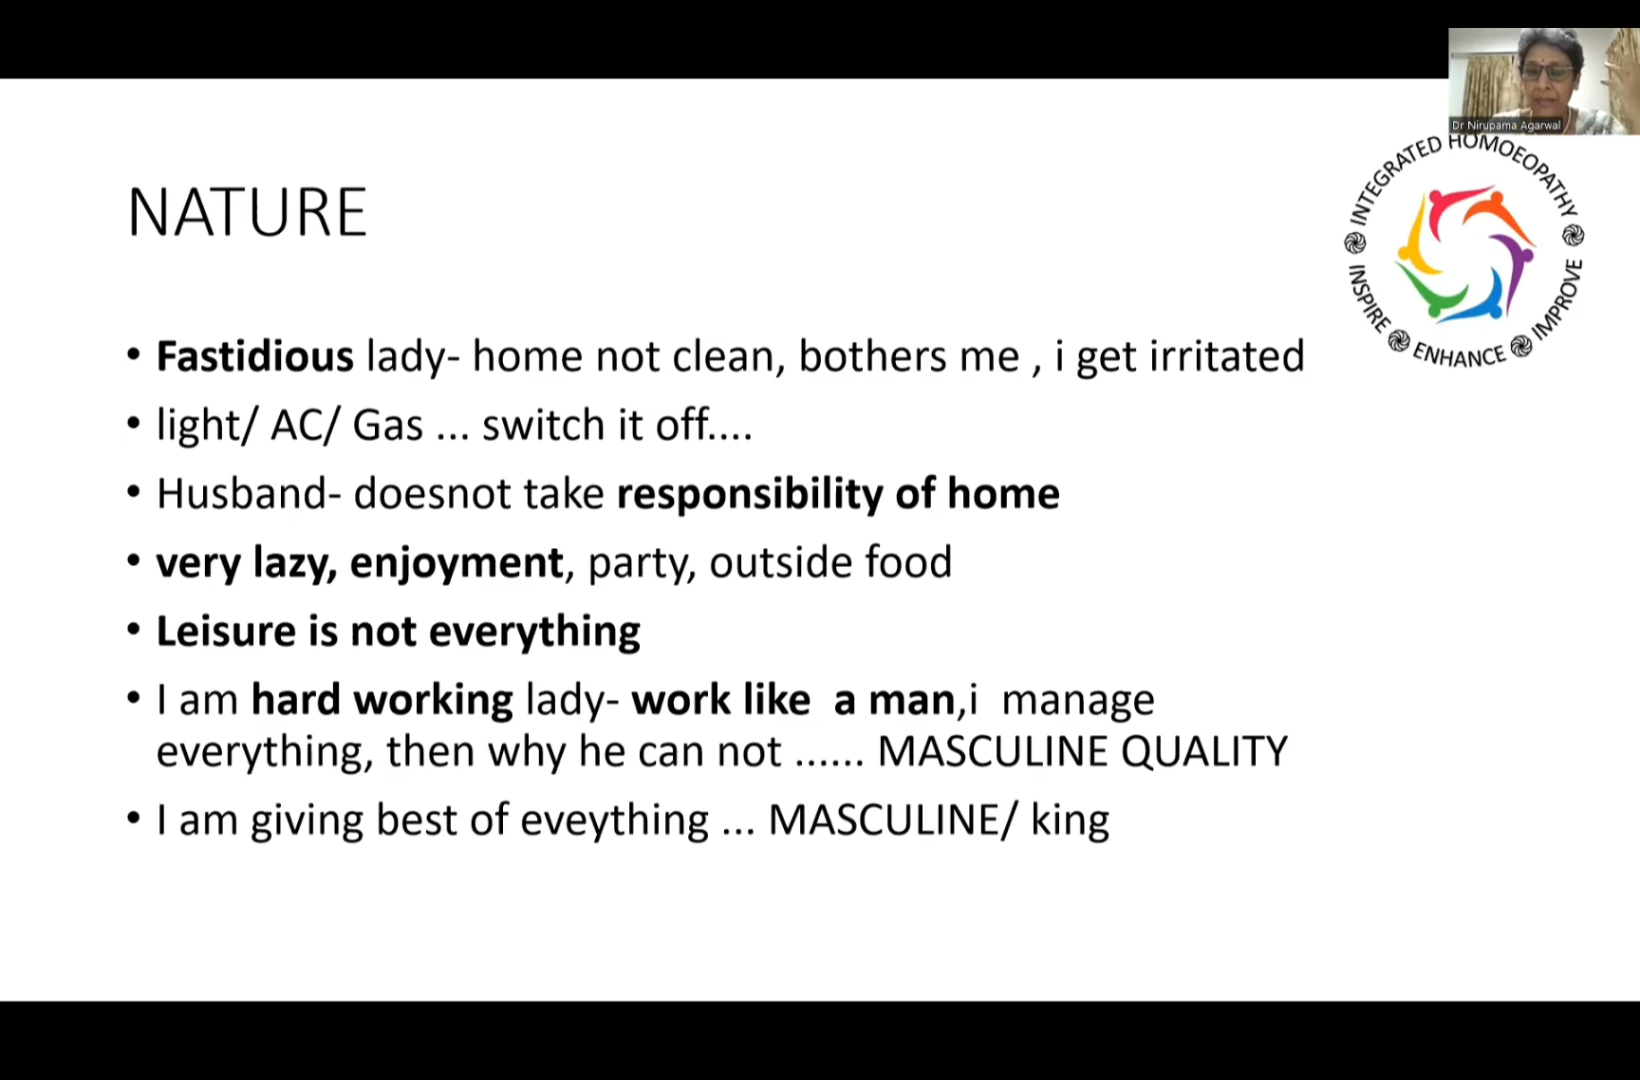 Dr Nirupama Agarwal
INTEGRATED HOMOEOPATHY
INSPIRE ENHANCE IMPROVE
NATURE
• Fastidious lady- home not clean, bothers me , i get irritated
• light/ AC/ Gas ... switch it off....
• Husband- doesnot take responsibility of home
• very lazy, enjoyment, party, outside food
• Leisure is not everything
• I am hard working lady- work like a man,i manage
everything, then why he can not ...... MASCULINE QUALITY
• I am giving best of eveything ... MASCULINE/ king